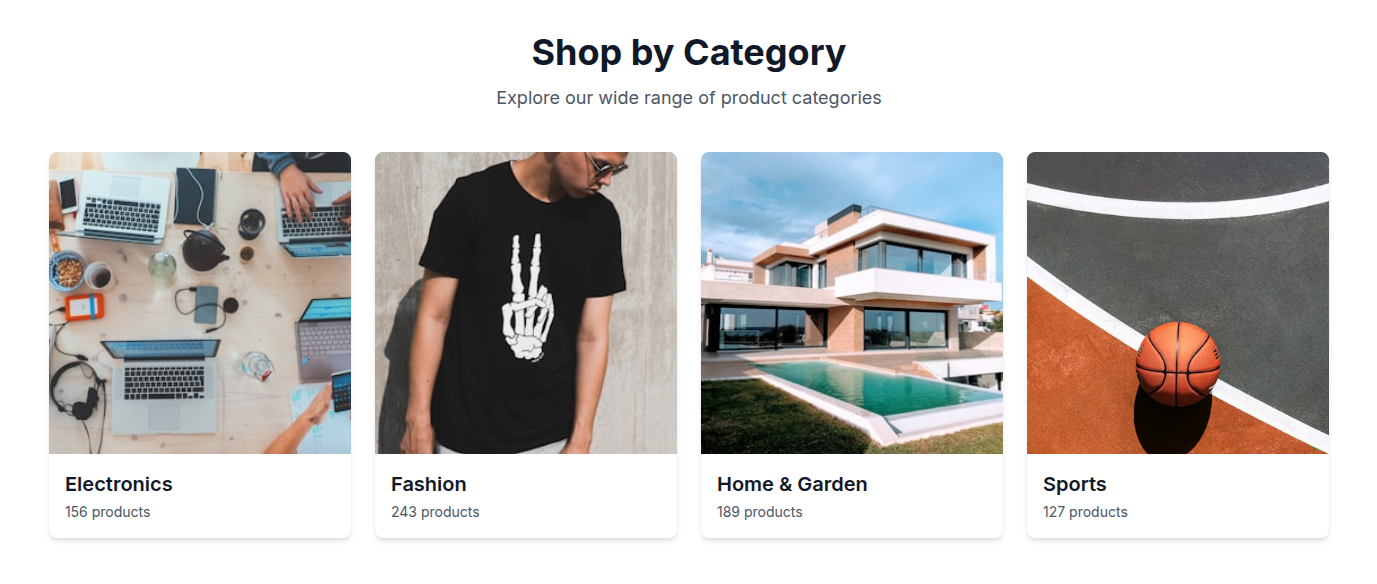 Shop by Category
Explore our wide range of product categories
Electronics
156 products
Fashion
243 products
Home & Garden
189 products
Sports
127 products